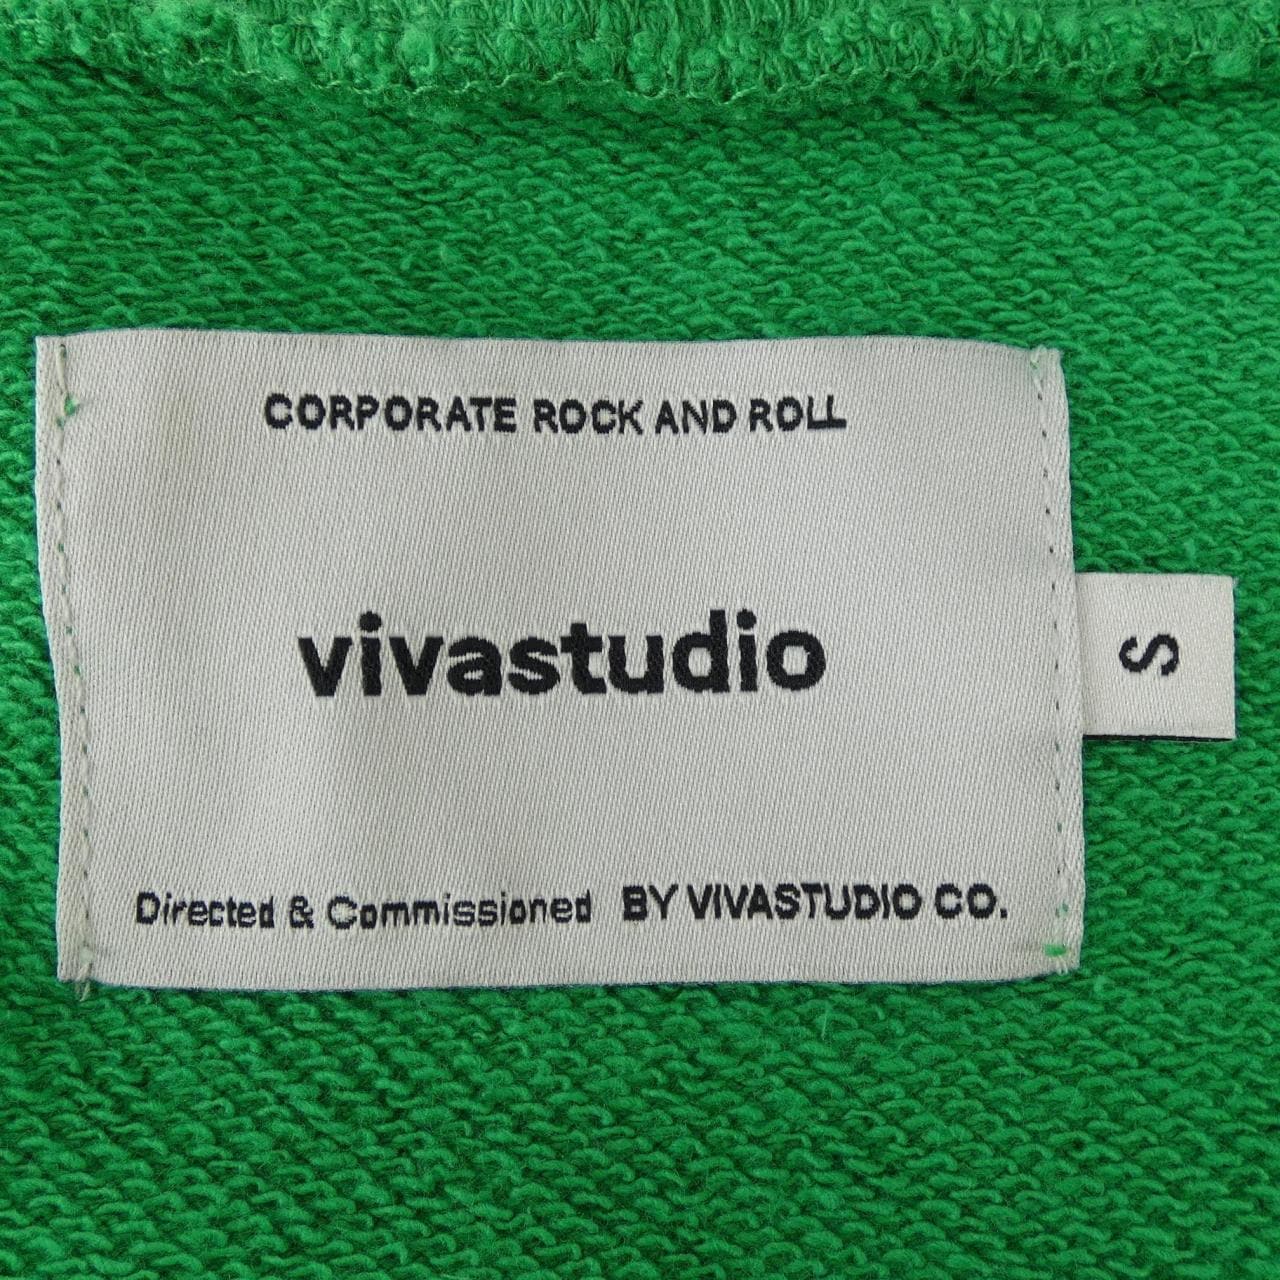 CORPORATE ROCK AND ROLL
vivastudio
S
Directed & Commissioned BY VIVASTUDIO CO.